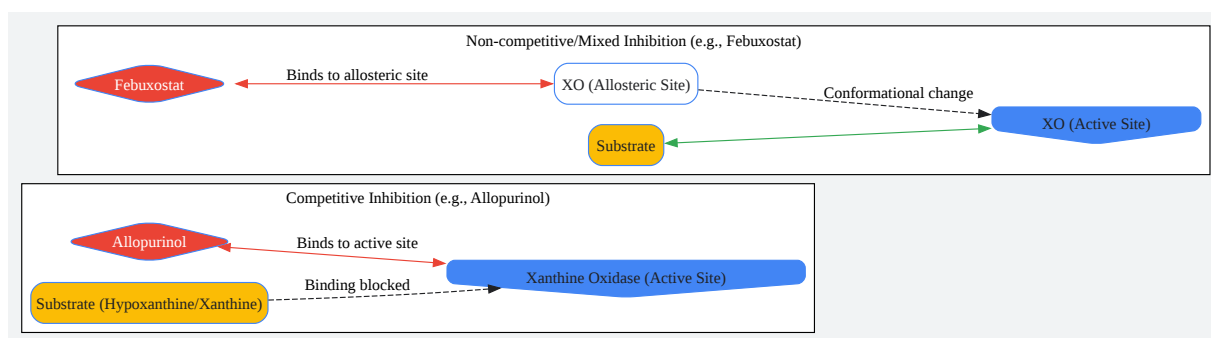 Non-competitive/Mixed Inhibition (e.g., Febuxostat)
Febuxostat
Binds to allosteric site
XO (Allosteric Site)
Conformational change
XO (Active Site)
Substrate
Competitive Inhibition (e.g., Allopurinol)
Allopurinol
Binds to active site
Xanthine Oxidase (Active Site)
Binding blocked
Substrate (Hypoxanthine/Xanthine)